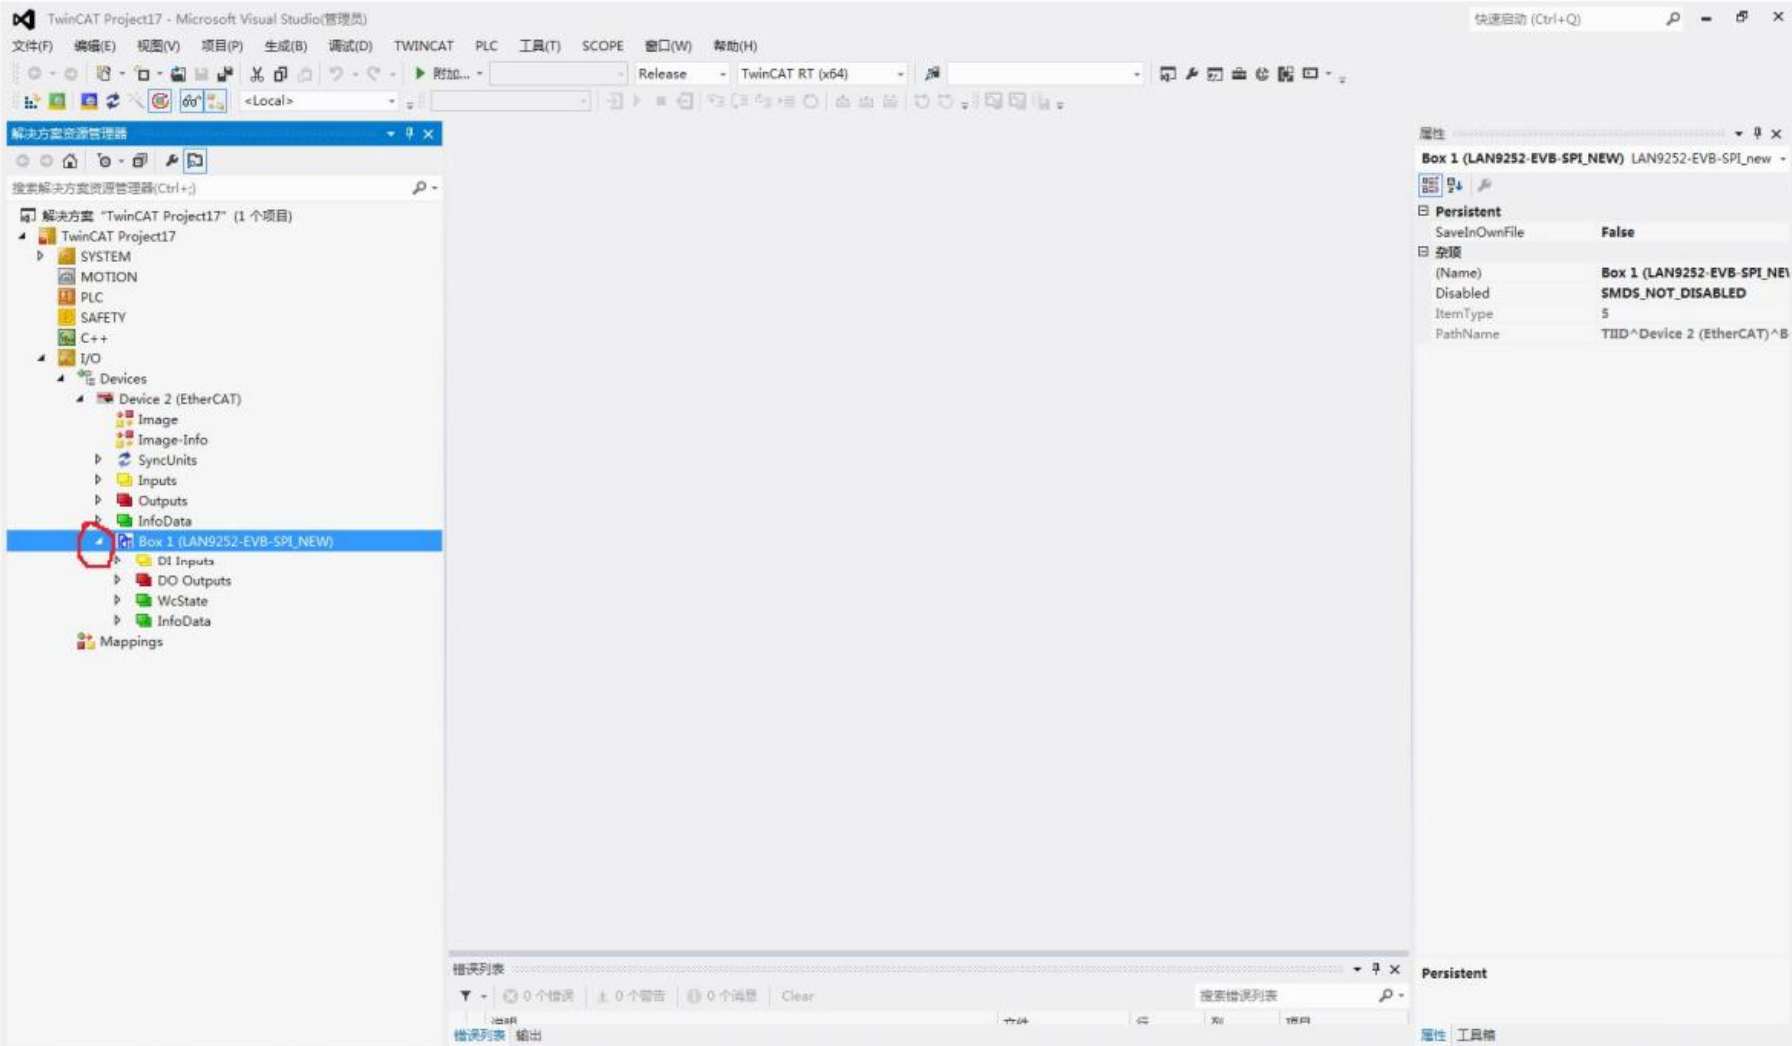 TwinCAT Project17 - Microsoft Visual Studio(管理员)
快速启动 (Ctrl+Q)
文件(F) 编辑(E) 视图(V) 项目(P) 生成(B) 调试(D) TWINCAT PLC 工具(T) SCOPE 窗口(W) 帮助(H)
附加... Release TwinCAT RT (x64)
<Local>
解决方案资源管理器
搜索解决方案资源管理器(Ctrl+;)
解决方案 "TwinCAT Project17" (1 个项目)
TwinCAT Project17
SYSTEM
MOTION
PLC
SAFETY
C++
I/O
Devices
Device 2 (EtherCAT)
Image
Image-Info
SyncUnits
Inputs
Outputs
InfoData
Box 1 (LAN9252-EVB-SPI_NEW)
DI Inputs
DO Outputs
WcState
InfoData
Mappings
错误列表
0 个错误 0 个警告 0 个消息 Clear 搜索错误列表
说明 文件 行 列 项目
错误列表 输出
属性
Box 1 (LAN9252-EVB-SPI_NEW) LAN9252-EVB-SPI_new
Persistent
SaveInOwnFile False
杂项
(Name) Box 1 (LAN9252-EVB-SPI_NE
Disabled SMDS_NOT_DISABLED
ItemType 5
PathName TIID^Device 2 (EtherCAT)^B
Persistent
属性 工具箱